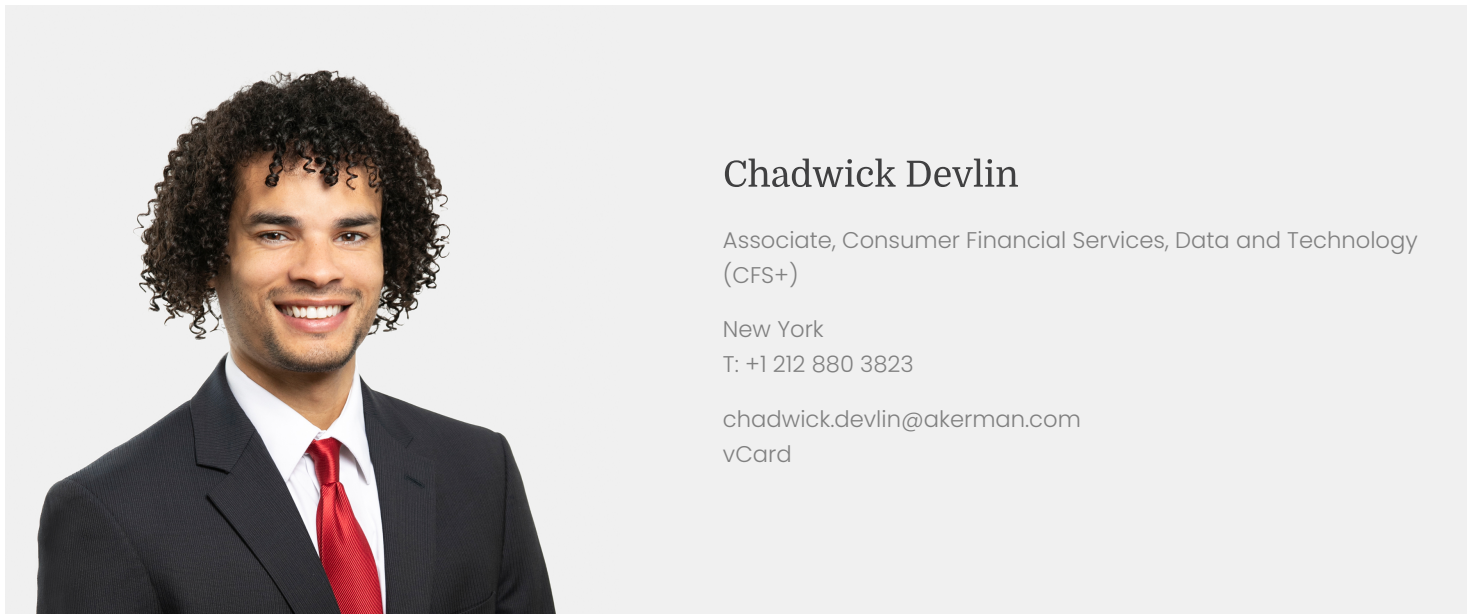 Chadwick Devlin
Associate, Consumer Financial Services, Data and Technology
(CFS+)
New York
T: +1 212 880 3823
chadwick.devlin@akerman.com
vCard